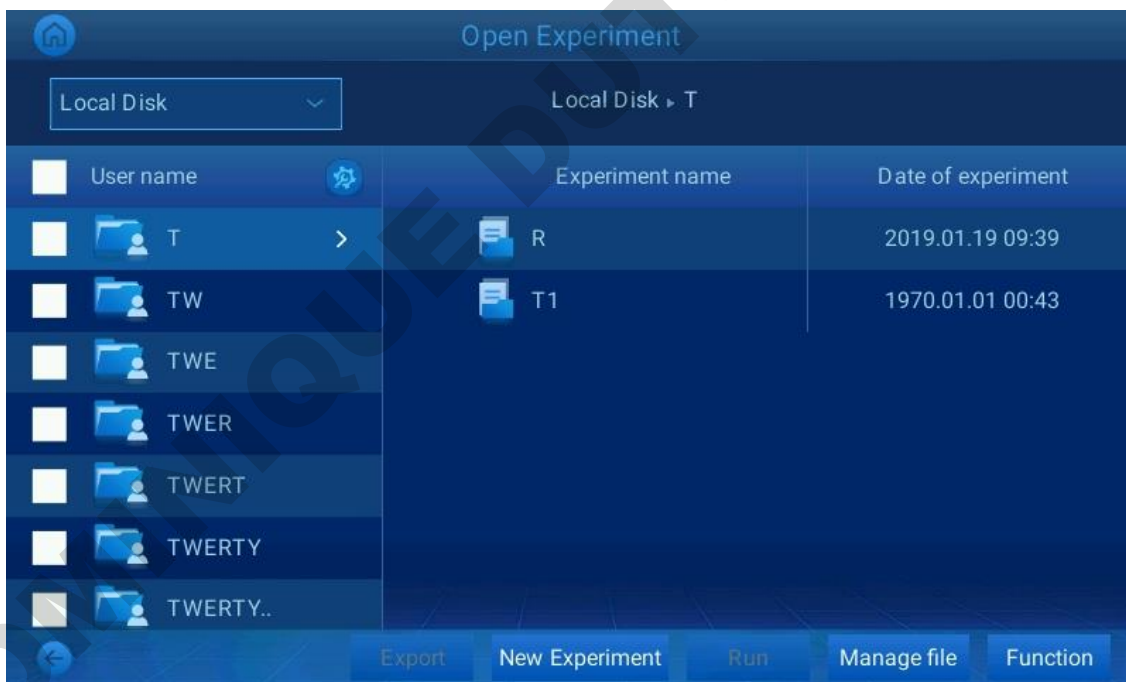 Open Experiment
Local Disk
Local Disk ▸ T
User name
Experiment name
Date of experiment
T
R
2019.01.19 09:39
TW
T1
1970.01.01 00:43
TWE
TWER
TWERT
TWERTY
TWERTY..
Export
New Experiment
Run
Manage file
Function